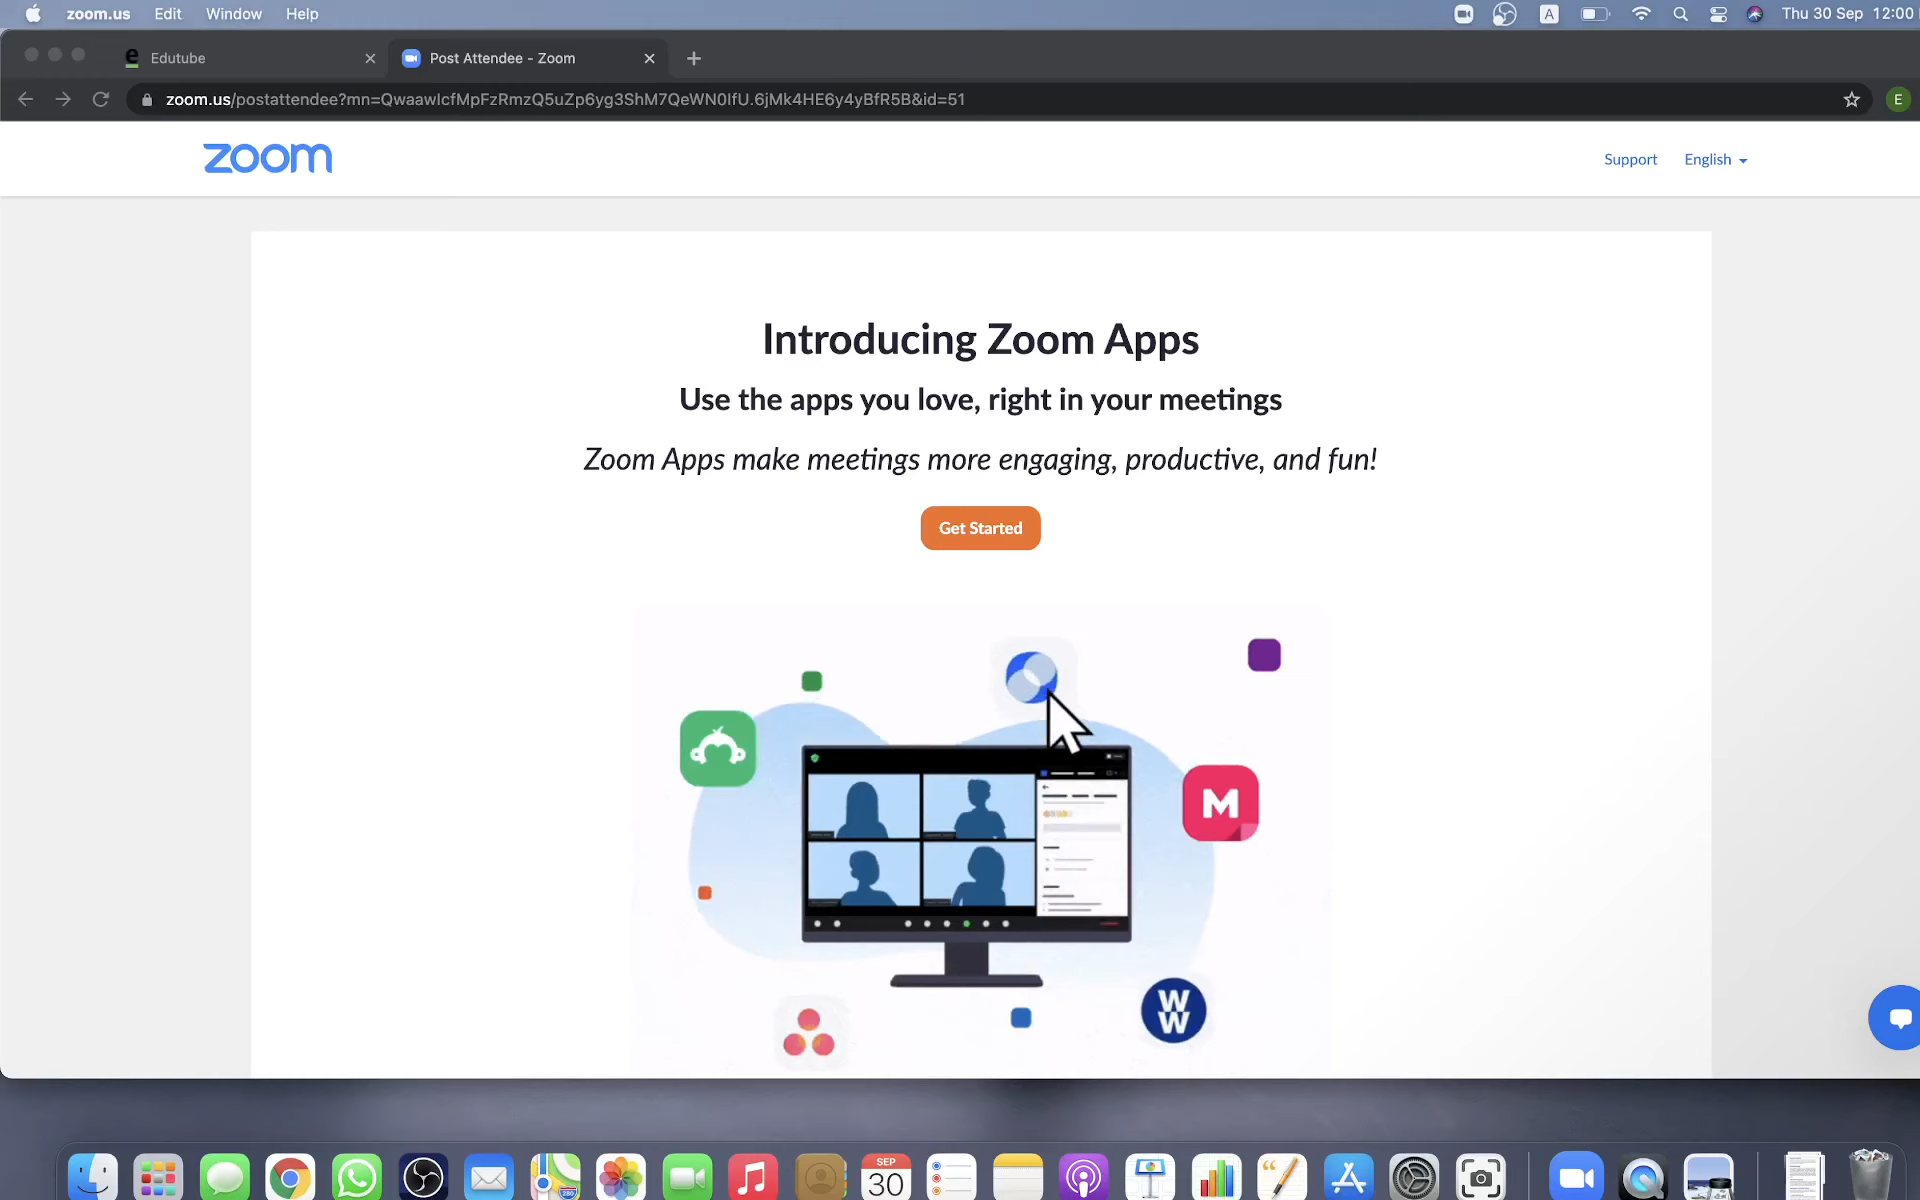 zoom.us Edit Window Help
A Thu 30 Sep 12:00
e Edutube
Post Attendee - Zoom
zoom.us/postattendee?mn=QwaawlcfMpFzRmzQ5uZp6yg3ShM7QeWN0IfU.6jMk4HE6y4yBfR5B&id=51
E
zoom
Support English
Introducing Zoom Apps
Use the apps you love, right in your meetings
Zoom Apps make meetings more engaging, productive, and fun!
Get Started
M
W
W
SEP
30
280